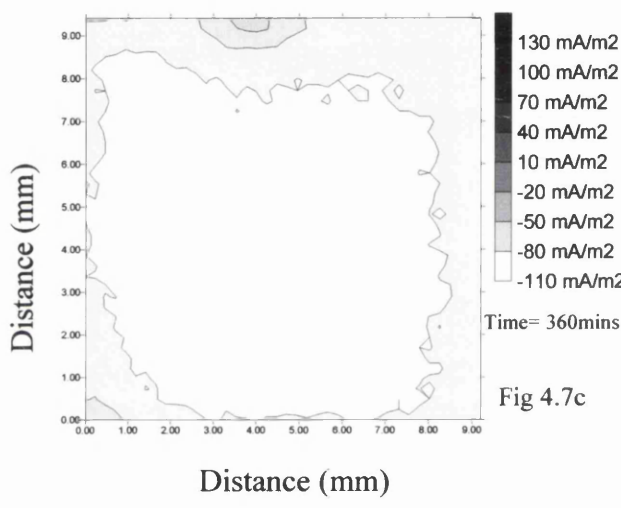 9.00
8.00
7.00
6.00
5.00
4.00
3.00
2.00
1.00
0.00
0.00 1.00 2.00 3.00 4.00 5.00 6.00 7.00 8.00 9.00
Distance (mm)
Distance (mm)
130 mA/m2
100 mA/m2
70 mA/m2
40 mA/m2
10 mA/m2
-20 mA/m2
-50 mA/m2
-80 mA/m2
-110 mA/m2
Time= 360mins
Fig 4.7c